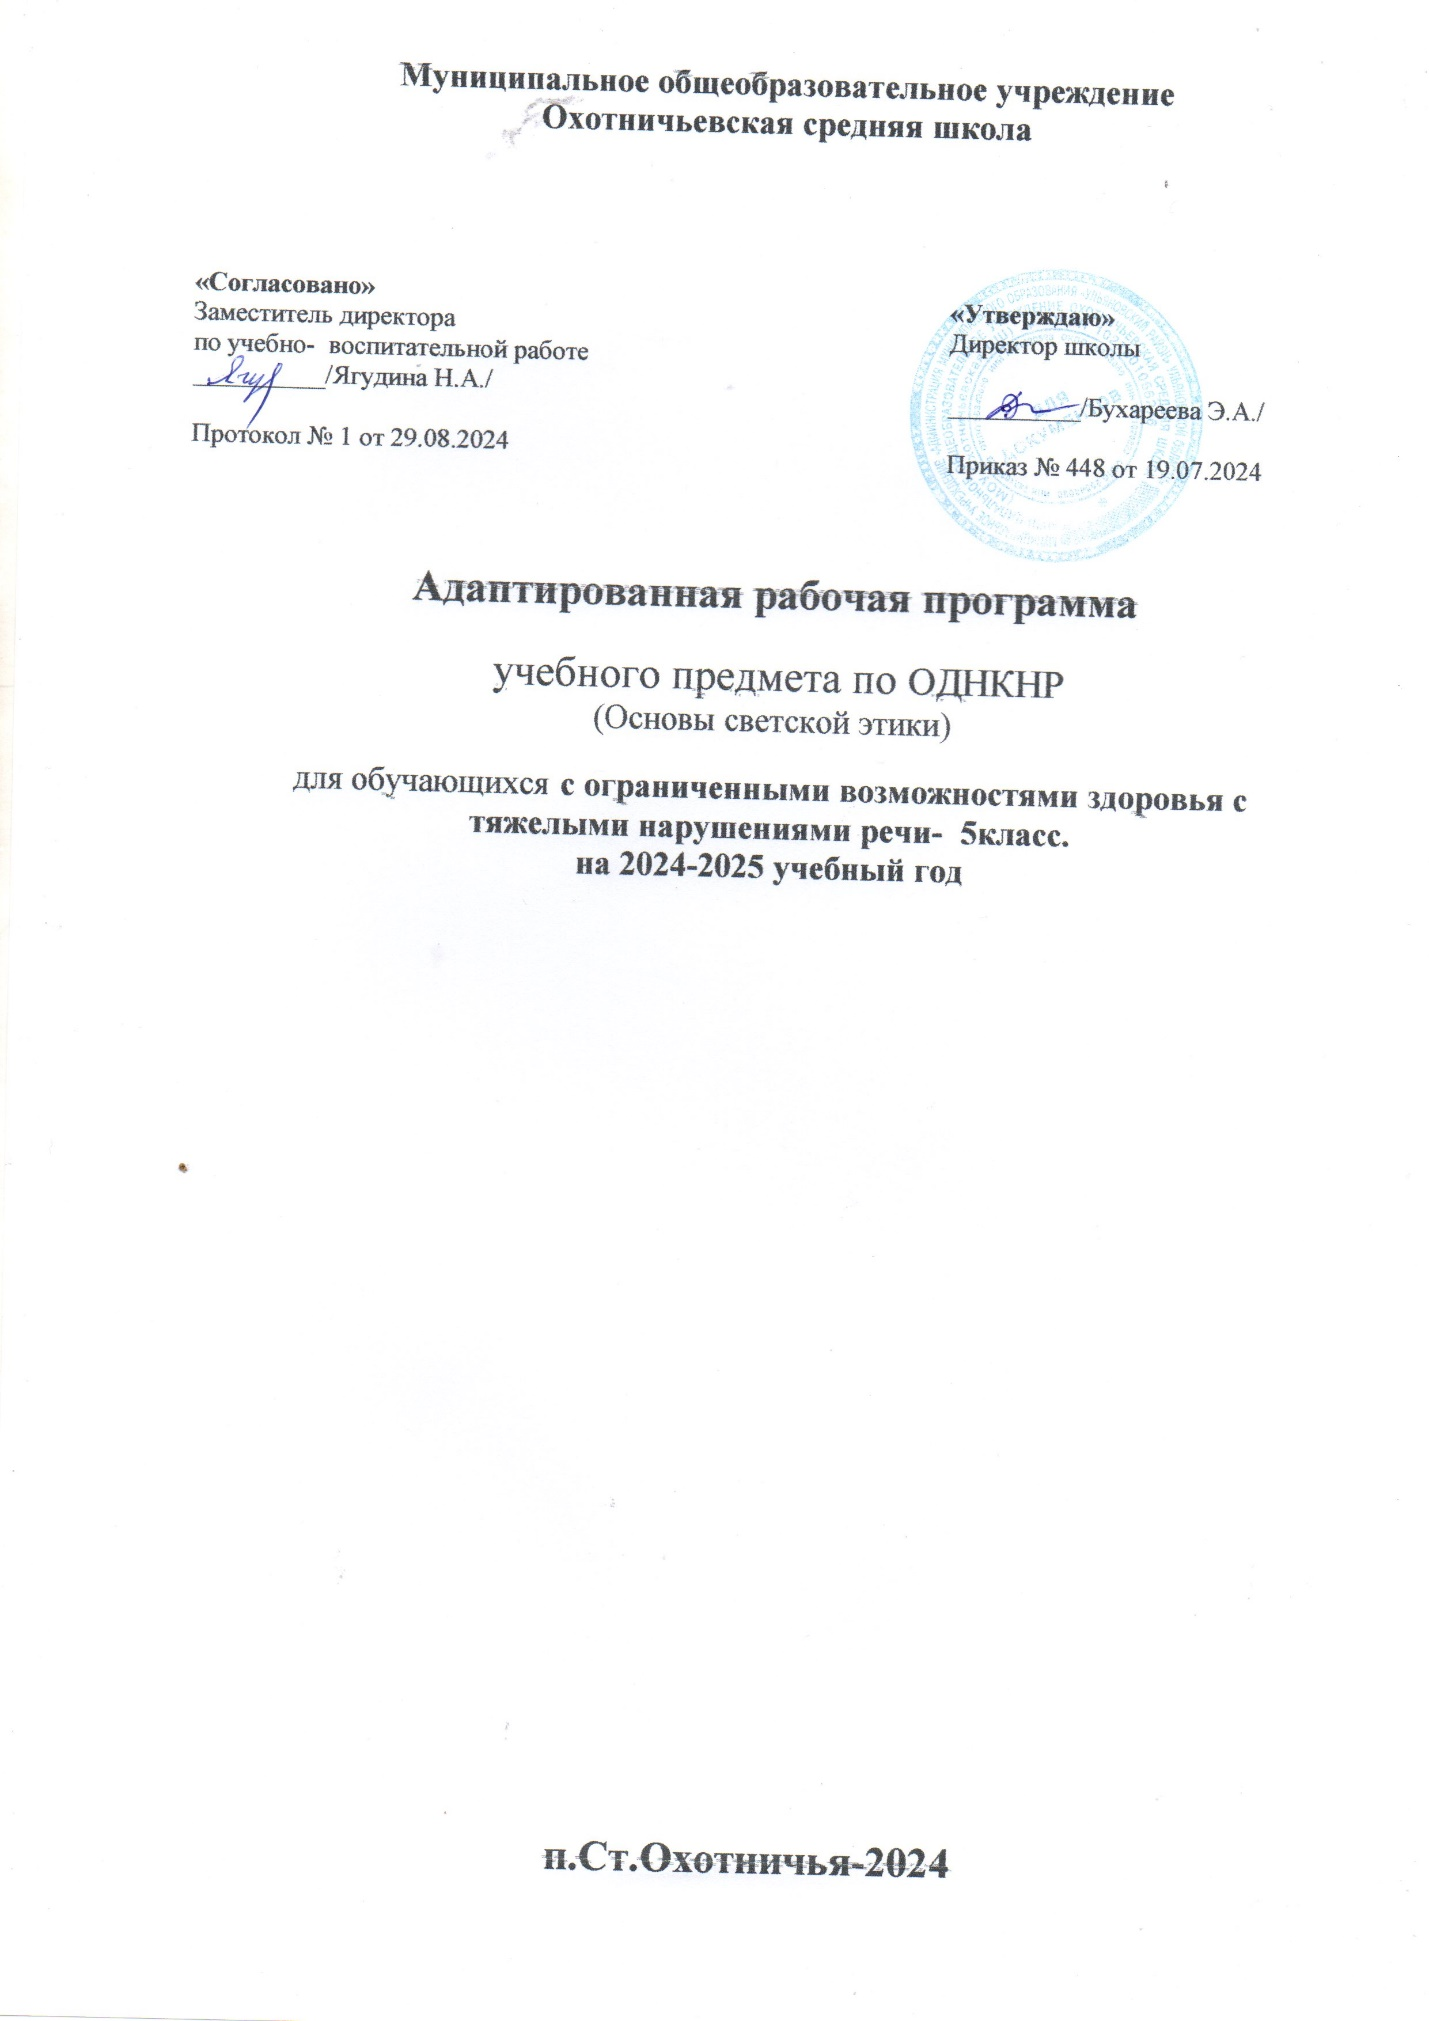 Муниципальное общеобразовательное учреждение
Охотничьевская средняя школа
«Согласовано»
Заместитель директора
по учебно-  воспитательной работе
__________/Ягудина Н.А./
Протокол № 1 от 29.08.2024
«Утверждаю»
Директор школы
__________/Бухареева Э.А./
Приказ № 448 от 19.07.2024
Адаптированная рабочая программа
учебного предмета по ОДНКНР
(Основы светской этики)
для обучающихся с ограниченными возможностями здоровья с
тяжелыми нарушениями речи-  5класс.
на 2024-2025 учебный год
п.Ст.Охотничья-2024